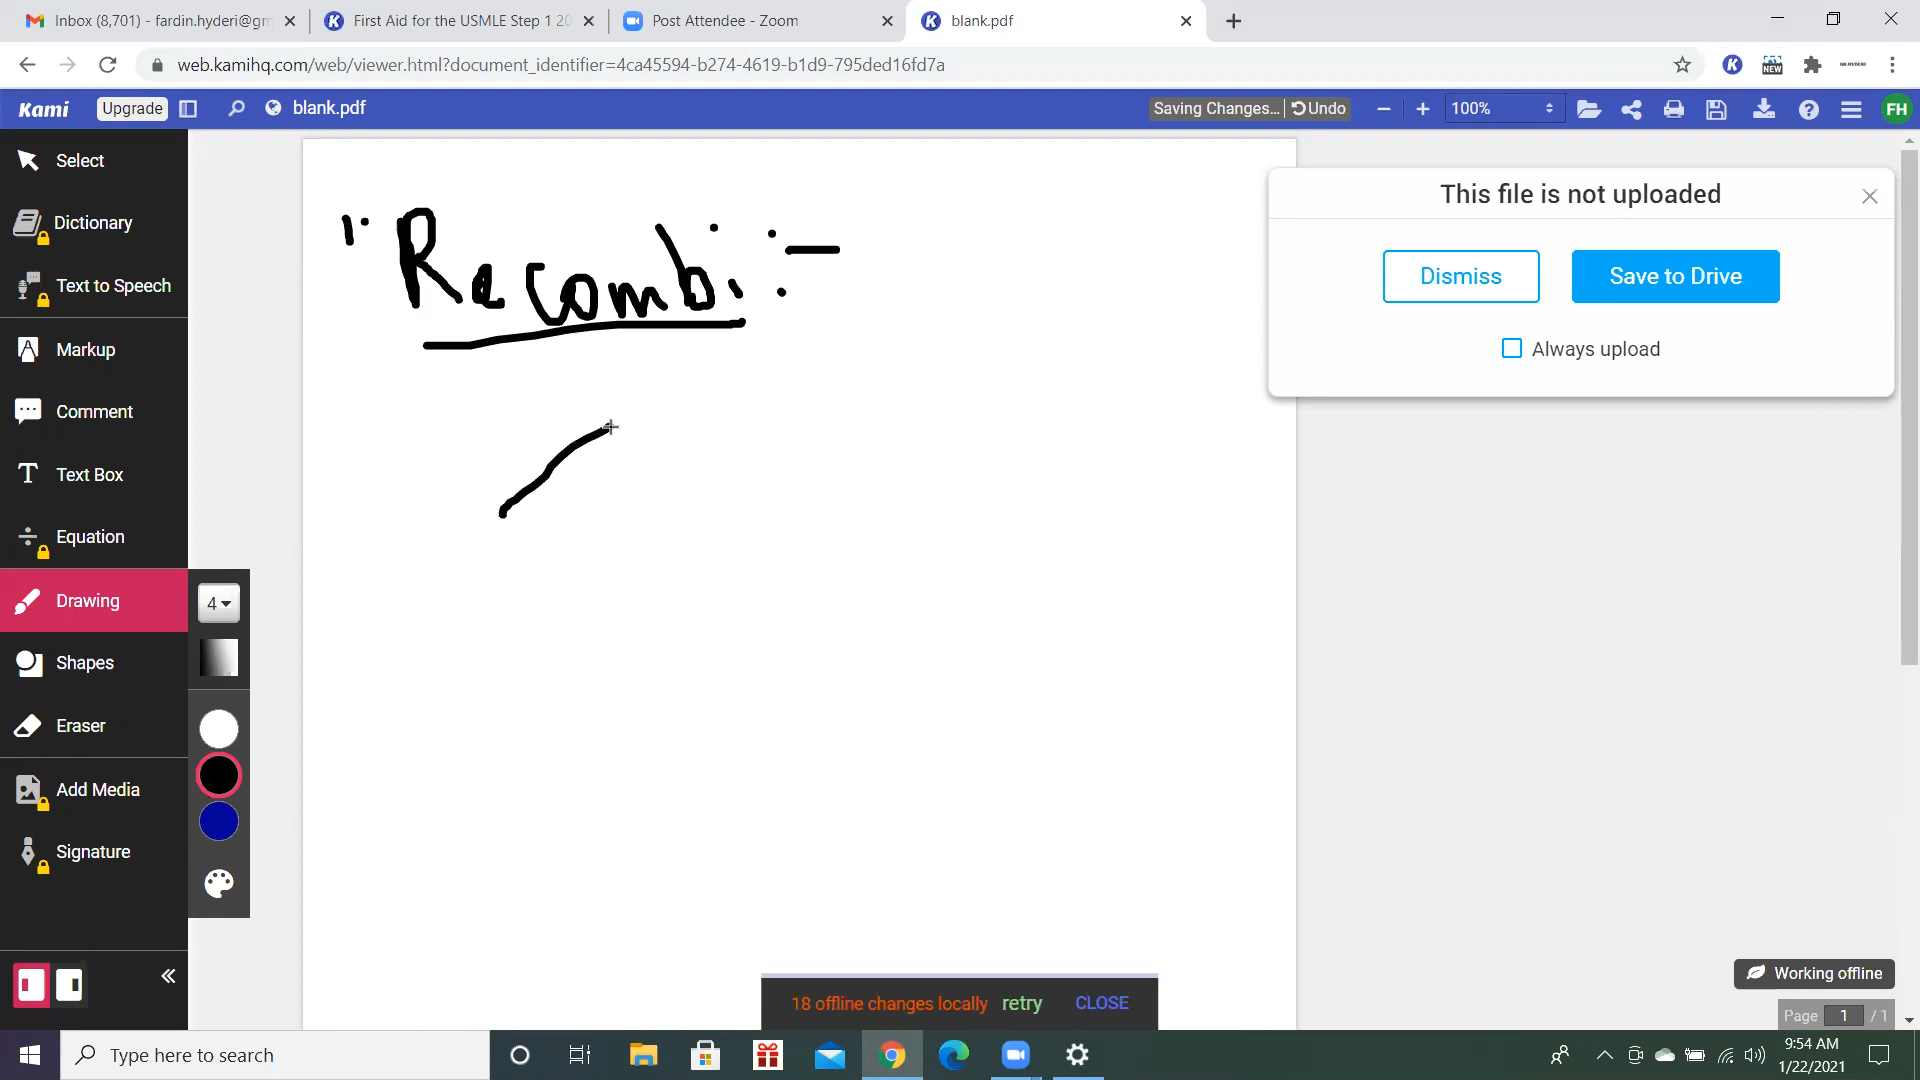 Inbox (8,701) - fardin.hyderi@gm
First Aid for the USMLE Step 1 20
Post Attendee - Zoom
blank.pdf
web.kamihq.com/web/viewer.html?document_identifier=4ca45594-b274-4619-b1d9-795ded16fd7a
NEW
Kami
Upgrade
blank.pdf
Saving Changes...
Undo
100%
FH
Select
Dictionary
Text to Speech
Markup
Comment
Text Box
Equation
Drawing
Shapes
Eraser
Add Media
Signature
4
1. Recombi. :-
This file is not uploaded
Dismiss
Save to Drive
Always upload
Working offline
18 offline changes locally retry CLOSE
Page 1 / 1
Type here to search
9:54 AM
1/22/2021